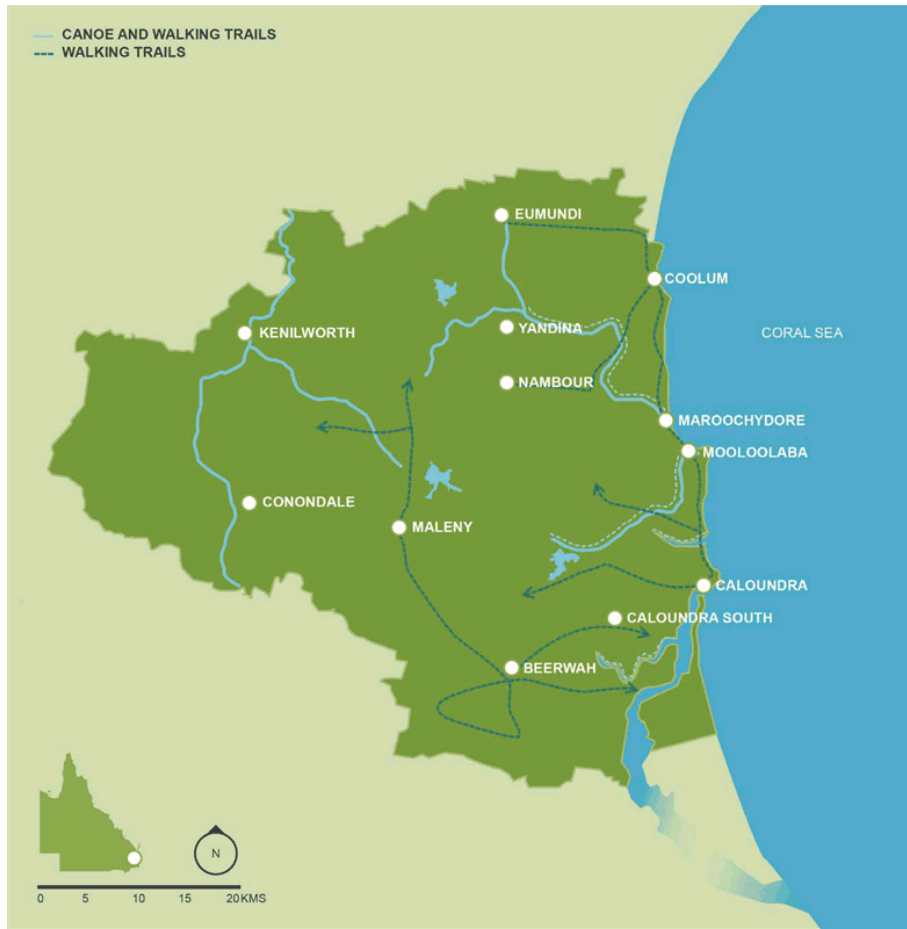 CANOE AND WALKING TRAILS
WALKING TRAILS
EUMUNDI
COOLUM
KENILWORTH
YANDINA
CORAL SEA
NAMBOUR
MAROOCHYDORE
MOOLOOLABA
CONONDALE
MALENY
CALOUNDRA
CALOUNDRA SOUTH
BEERWAH
N
0 5 10 15 20KMS